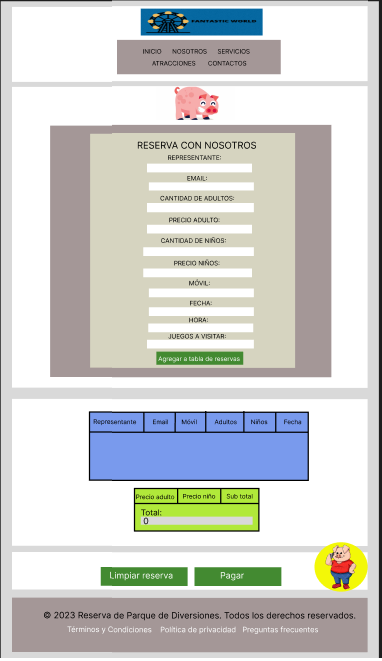 FANTASTIC WORLD
INICIO NOSOTROS SERVICIOS
ATRACCIONES CONTACTOS
RESERVA CON NOSOTROS
REPRESENTANTE:
EMAIL:
CANTIDAD DE ADULTOS:
PRECIO ADULTO:
CANTIDAD DE NIÑOS:
PRECIO NIÑOS:
MÓVIL:
FECHA:
HORA:
JUEGOS A VISITAR:
Agregar a tabla de reservas
Representante Email Móvil Adultos Niños Fecha
Precio adulto Precio niño Sub total
Total:
0
Limpiar reserva Pagar
© 2023 Reserva de Parque de Diversiones. Todos los derechos reservados.
Términos y Condiciones Política de privacidad Preguntas frecuentes